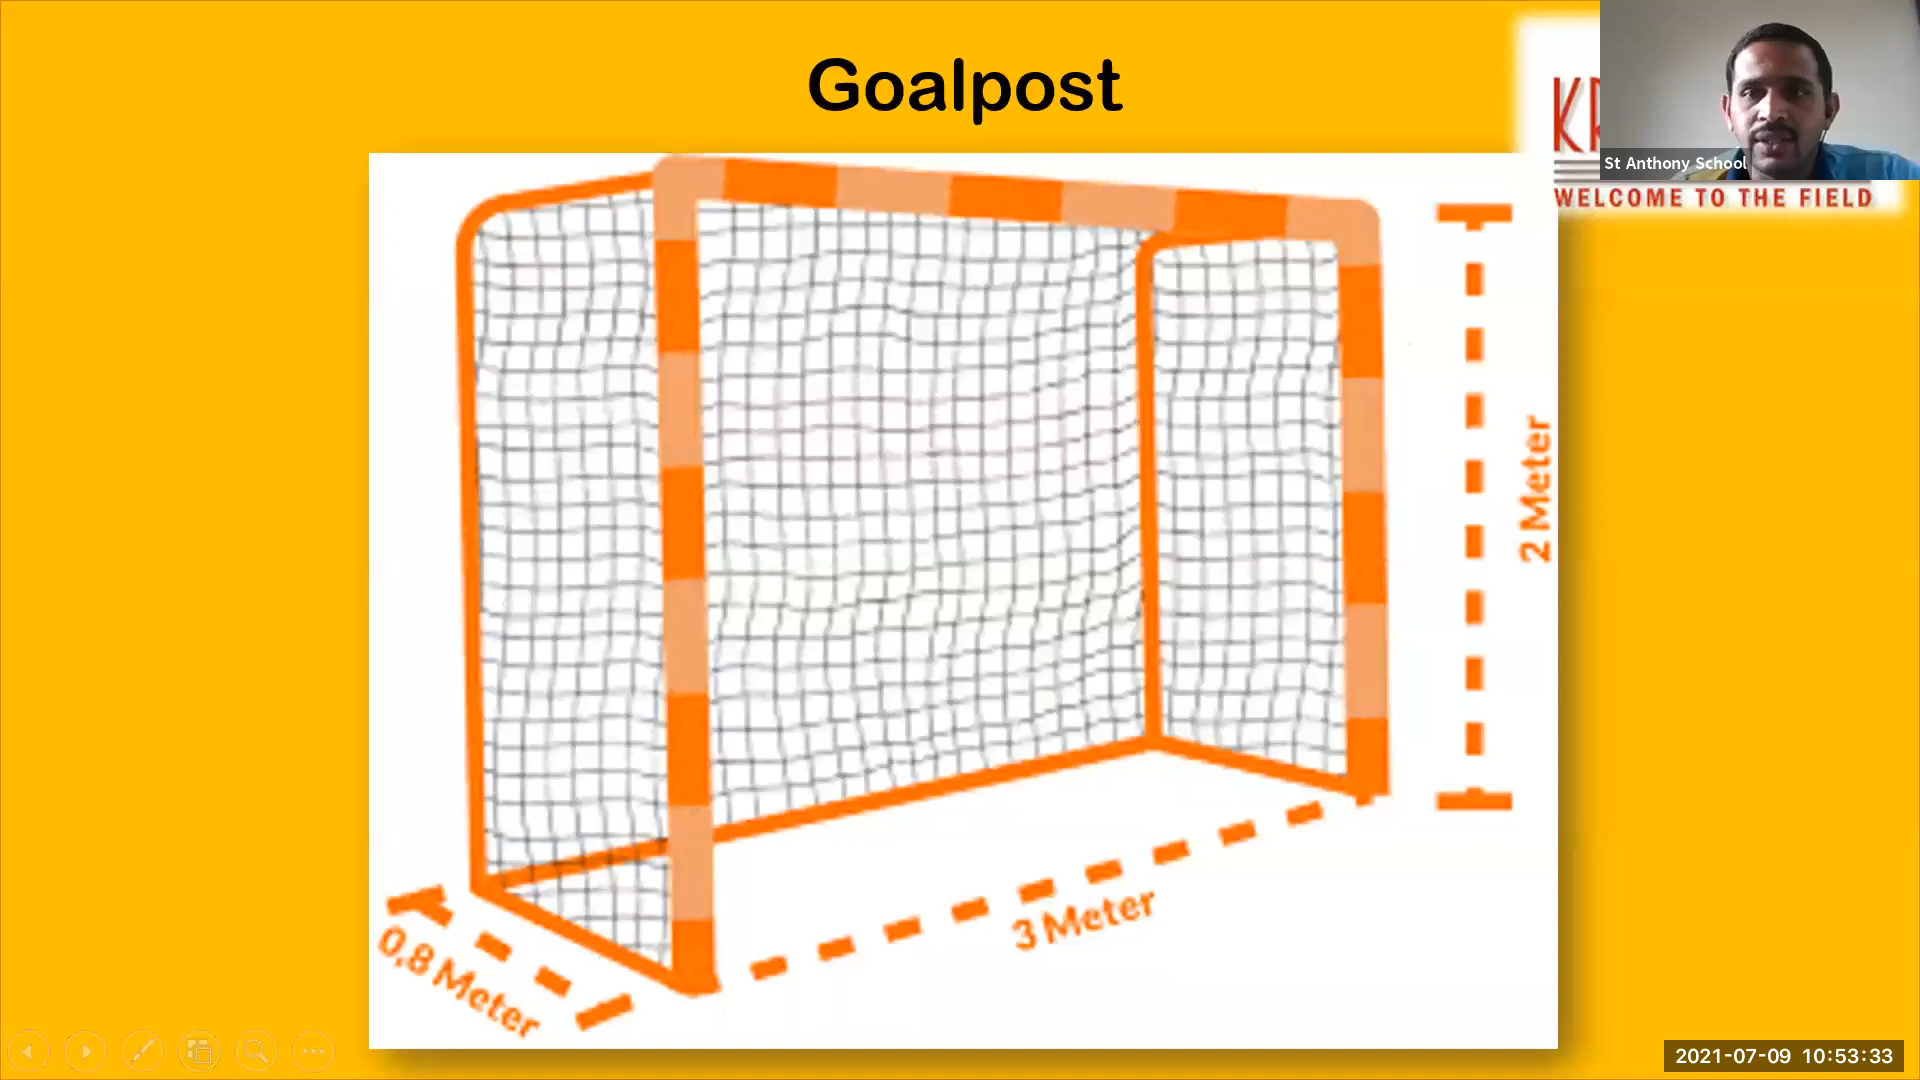 Goalpost
St Anthony School
WELCOME TO THE FIELD
2 Meter
3 Meter
0,8 Meter
2021-07-09 10:53:33